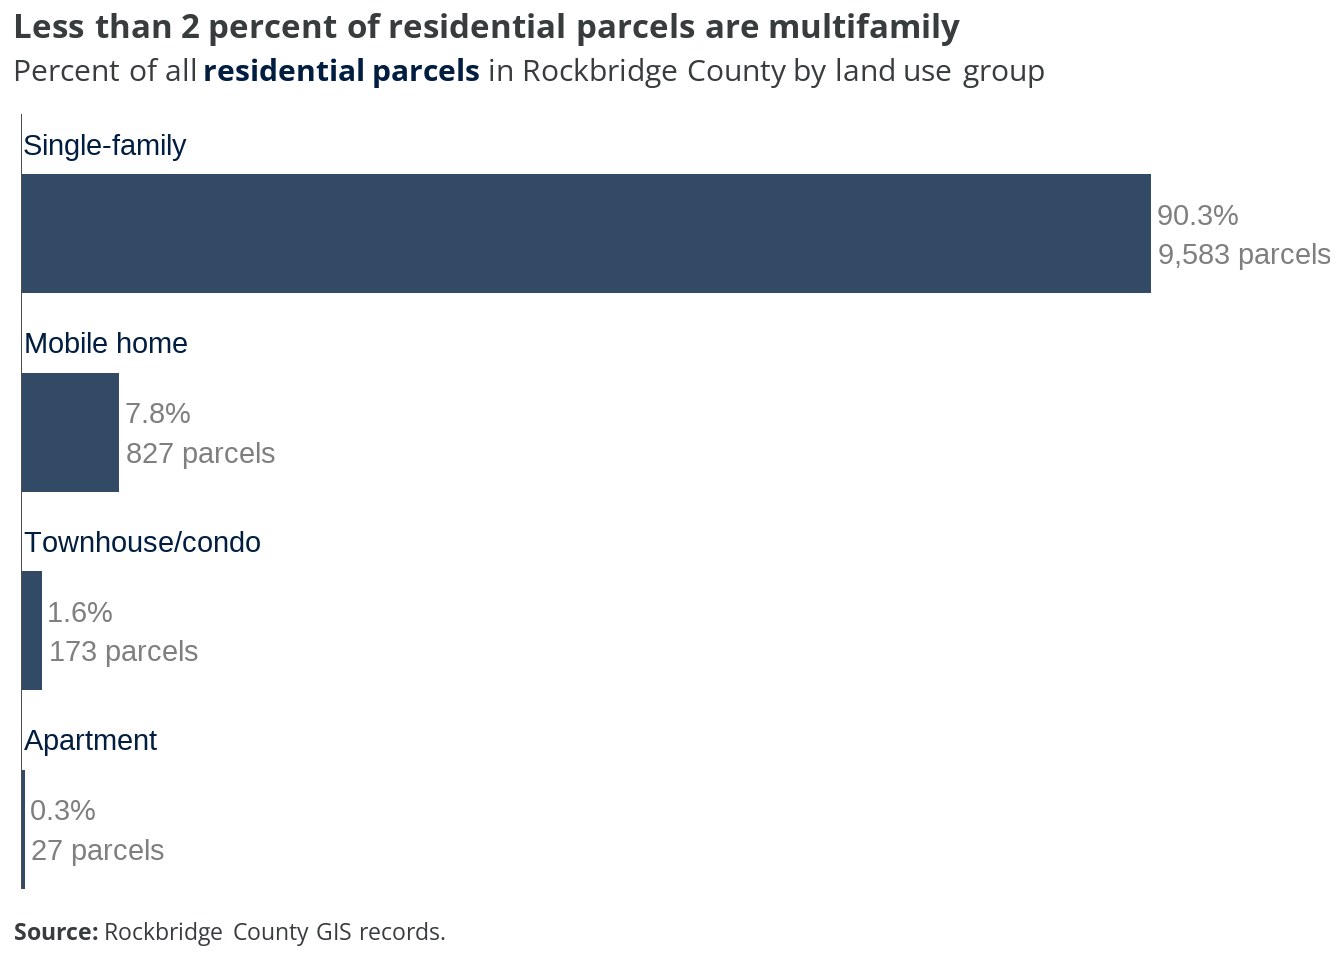 Less than 2 percent of residential parcels are multifamily
Percent of all residential parcels in Rockbridge County by land use group
Single-family
90.3%
9,583 parcels
Mobile home
7.8%
827 parcels
Townhouse/condo
1.6%
173 parcels
Apartment
0.3%
27 parcels
Source: Rockbridge County GIS records.